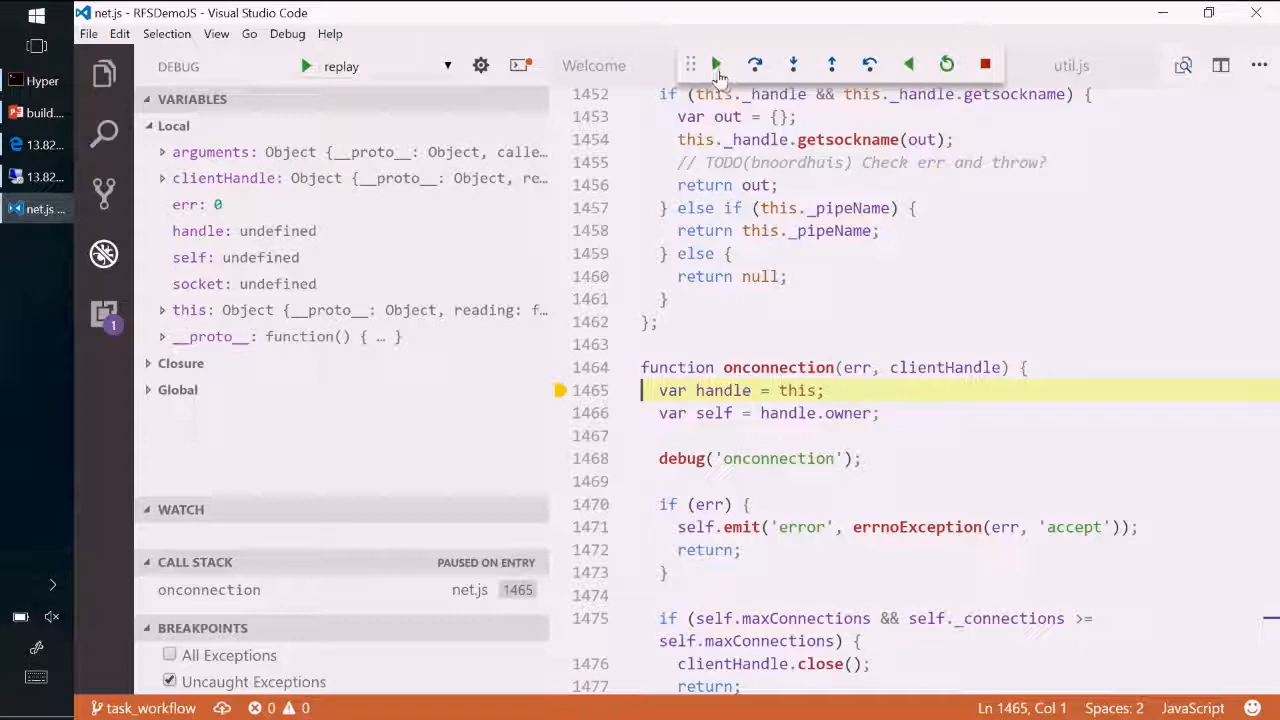 net.js - RFSDemoJS - Visual Studio Code
File Edit Selection View Go Debug Help
Hyper
build....
13.82...
13.82...
net.js ...
1
DEBUG replay
VARIABLES
Local
arguments: Object {__proto__: Object, calle…
clientHandle: Object {__proto__: Object, re…
err: 0
handle: undefined
self: undefined
socket: undefined
this: Object {__proto__: Object, reading: f…
__proto__: function() { … }
Closure
Global
WATCH
CALL STACK PAUSED ON ENTRY
onconnection net.js 1465
BREAKPOINTS
All Exceptions
Uncaught Exceptions
Welcome util.js
1452 if (this._handle && this._handle.getsockname) {
1453 var out = {};
1454 this._handle.getsockname(out);
1455 // TODO(bnoordhuis) Check err and throw?
1456 return out;
1457 } else if (this._pipeName) {
1458 return this._pipeName;
1459 } else {
1460 return null;
1461 }
1462 };
1463
1464 function onconnection(err, clientHandle) {
1465 var handle = this;
1466 var self = handle.owner;
1467
1468 debug('onconnection');
1469
1470 if (err) {
1471 self.emit('error', errnoException(err, 'accept'));
1472 return;
1473 }
1474
1475 if (self.maxConnections && self._connections >=
self.maxConnections) {
1476 clientHandle.close();
1477 return;
task_workflow 0 0 Ln 1465, Col 1 Spaces: 2 JavaScript